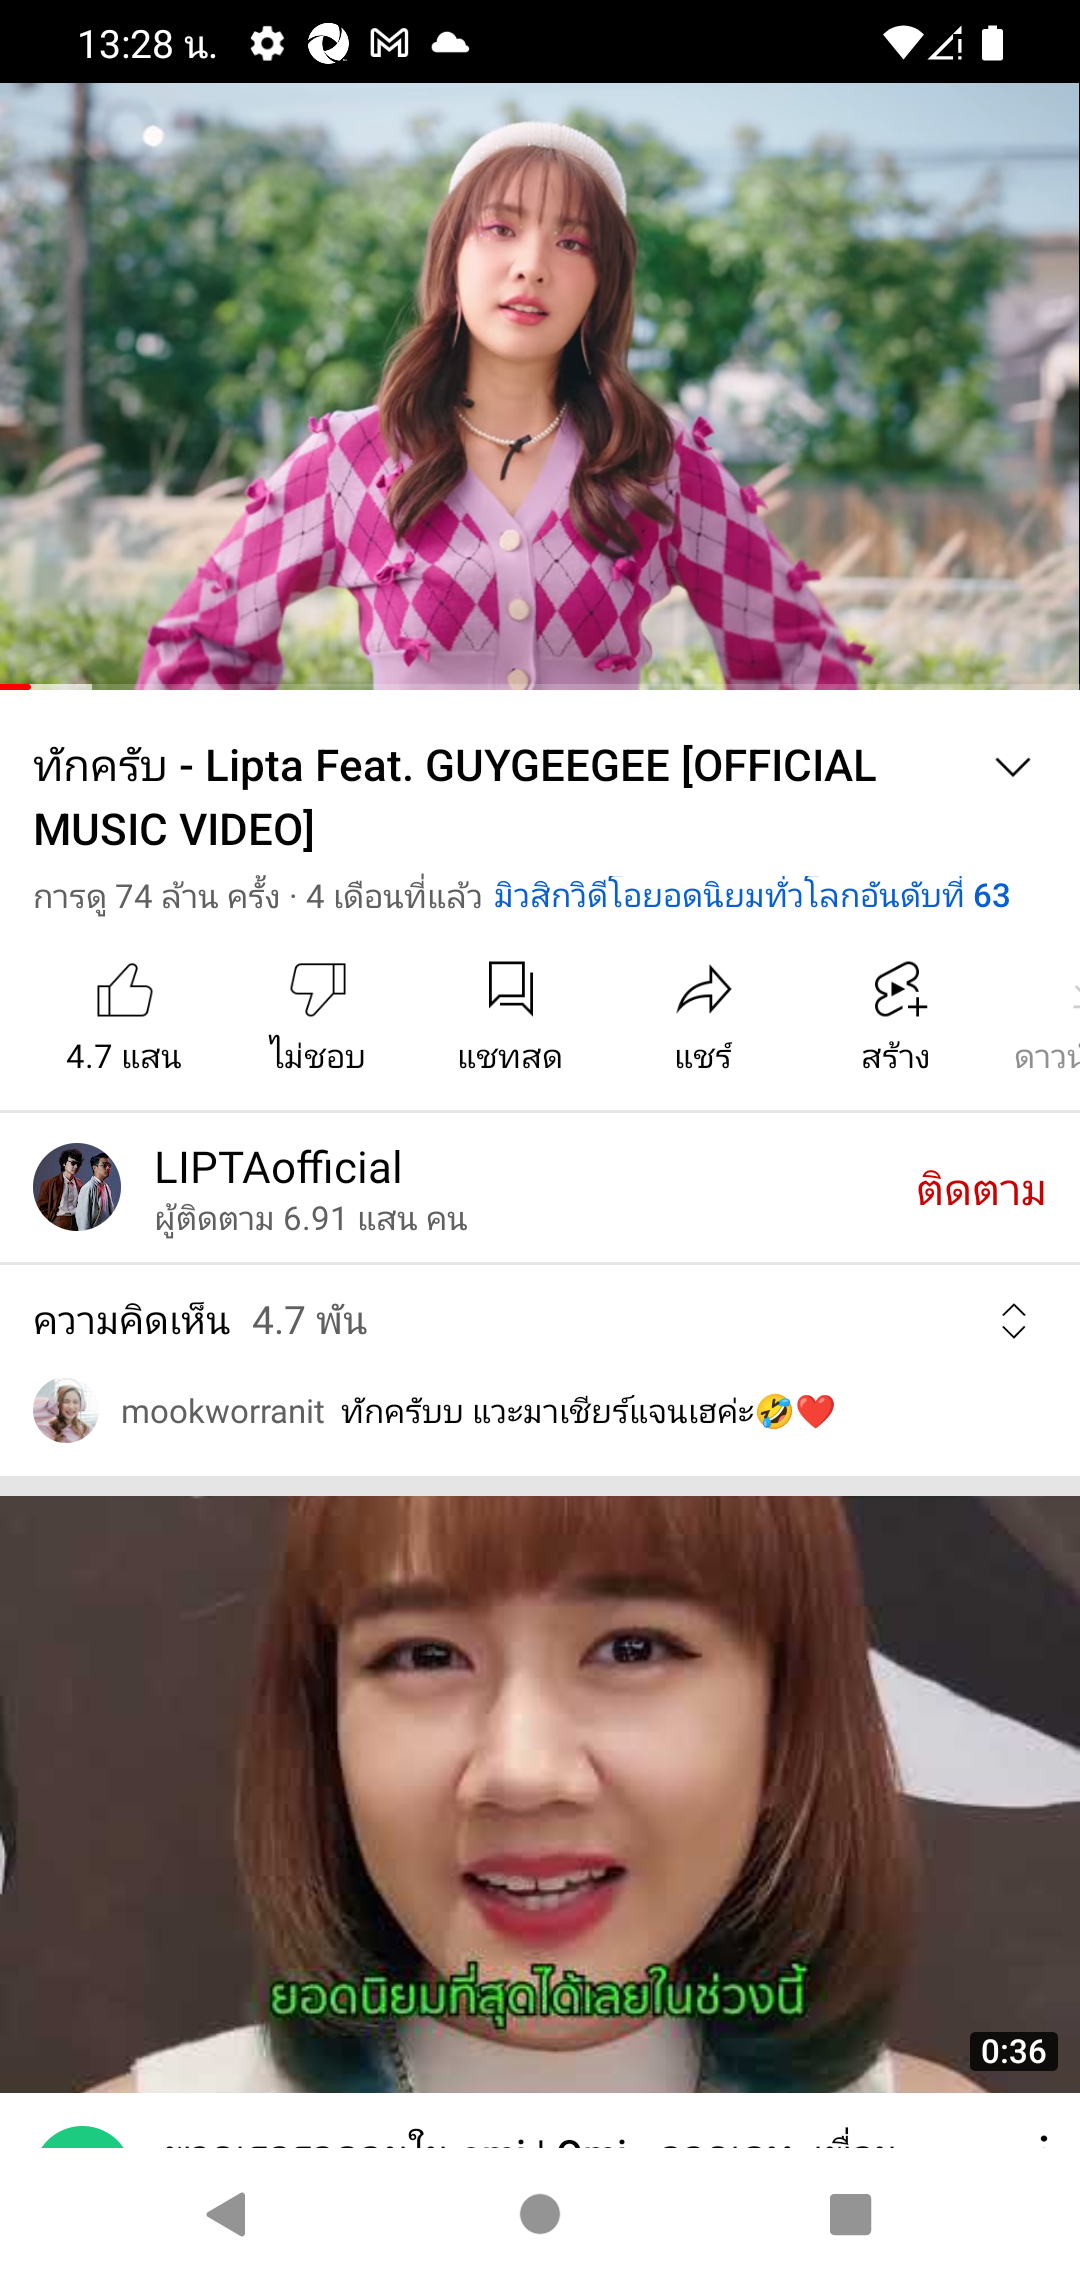 13:28 น.
ทักครับ - Lipta Feat. GUYGEEGEE [OFFICIAL
MUSIC VIDEO]
การดู 74 ล้าน ครั้ง · 4 เดือนที่แล้ว มิวสิกวิดีโอยอดนิยมทั่วโลกอันดับที่ 63
4.7 แสน ไม่ชอบ แชทสด แชร์ สร้าง
LIPTAofficial
ผู้ติดตาม 6.91 แสน คน
ติดตาม
ความคิดเห็น 4.7 พัน
mookworranit ทักครับบ แวะมาเชียร์แจนเฮค่ะ🤣❤️
ยอดนิยมที่สุดได้เลยในช่วงนี้
0:36